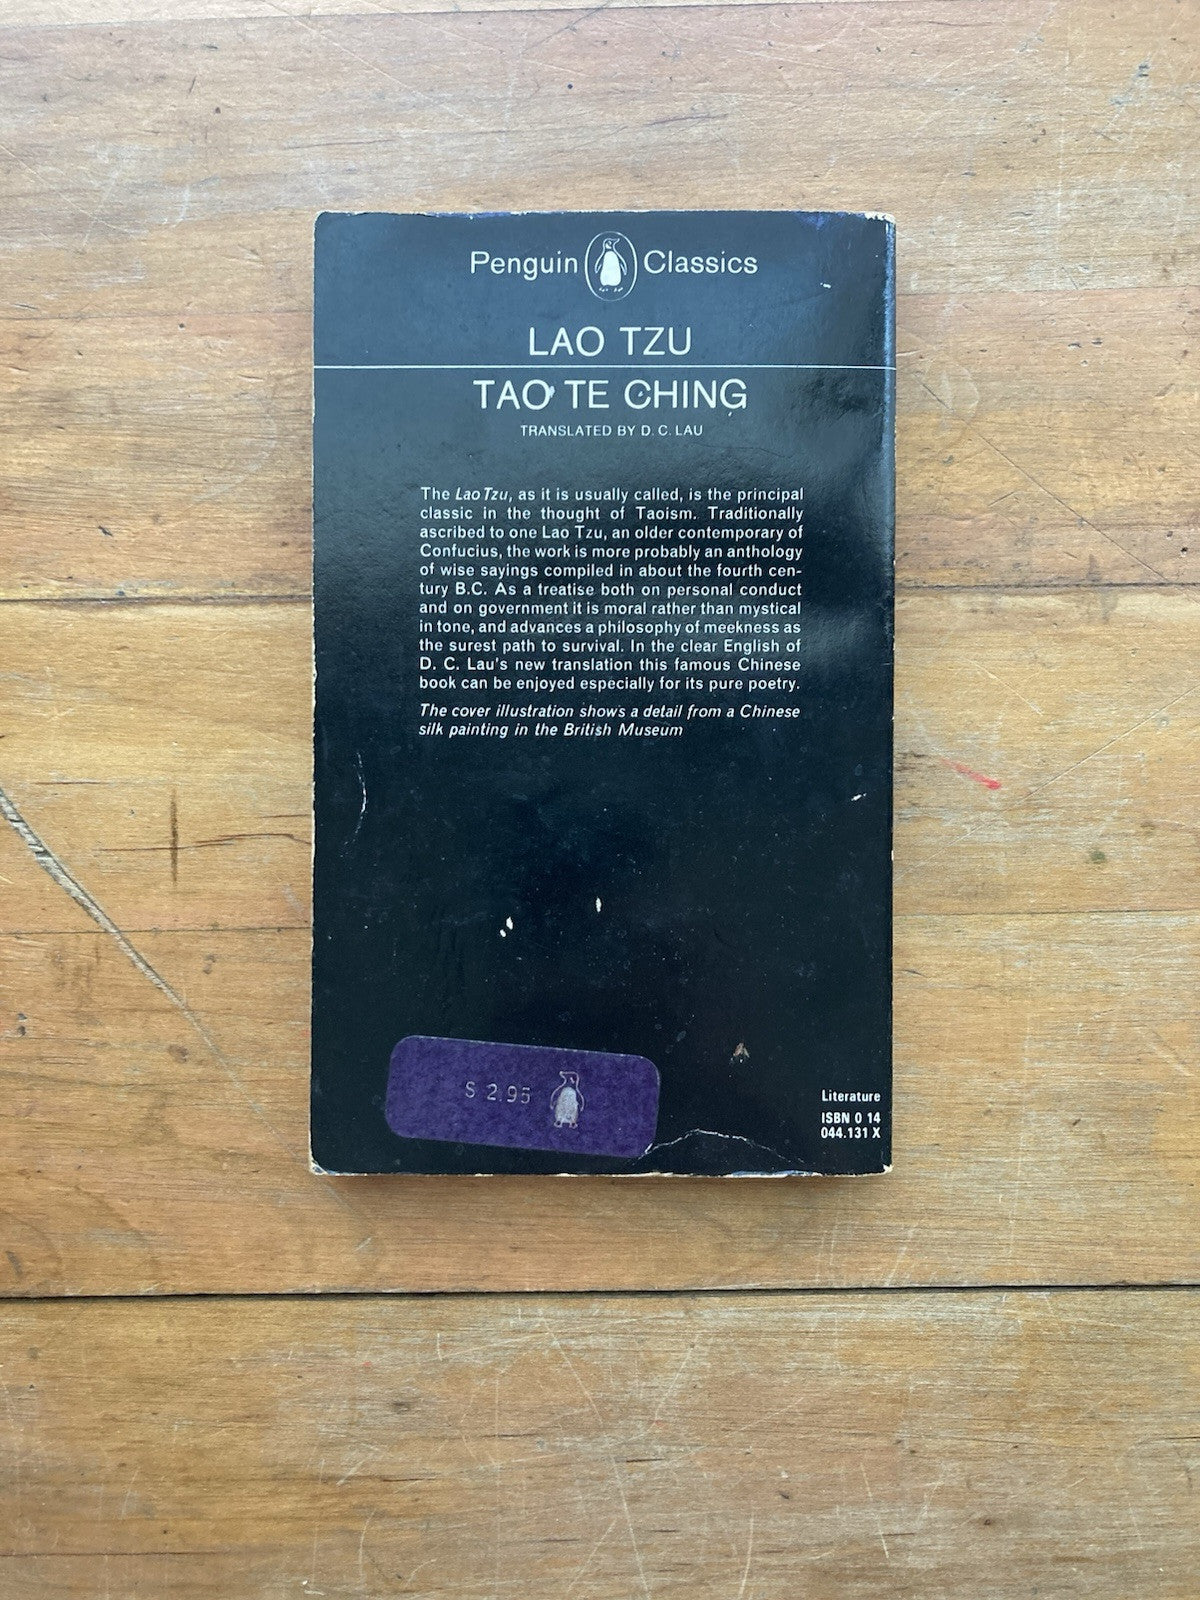 Penguin Classics
LAO TZU
TAO TE CHING
TRANSLATED BY D. C. LAU
The Lao Tzu, as it is usually called, is the principal
classic in the thought of Taoism. Traditionally
ascribed to one Lao Tzu, an older contemporary of
Confucius, the work is more probably an anthology
of wise sayings compiled in about the fourth cen-
tury B.C. As a treatise both on personal conduct
and on government it is moral rather than mystical
in tone, and advances a philosophy of meekness as
the surest path to survival. In the clear English of
D. C. Lau's new translation this famous Chinese
book can be enjoyed especially for its pure poetry.
The cover illustration shows a detail from a Chinese
silk painting in the British Museum
$ 2.95
Literature
ISBN 0 14
044.131 X